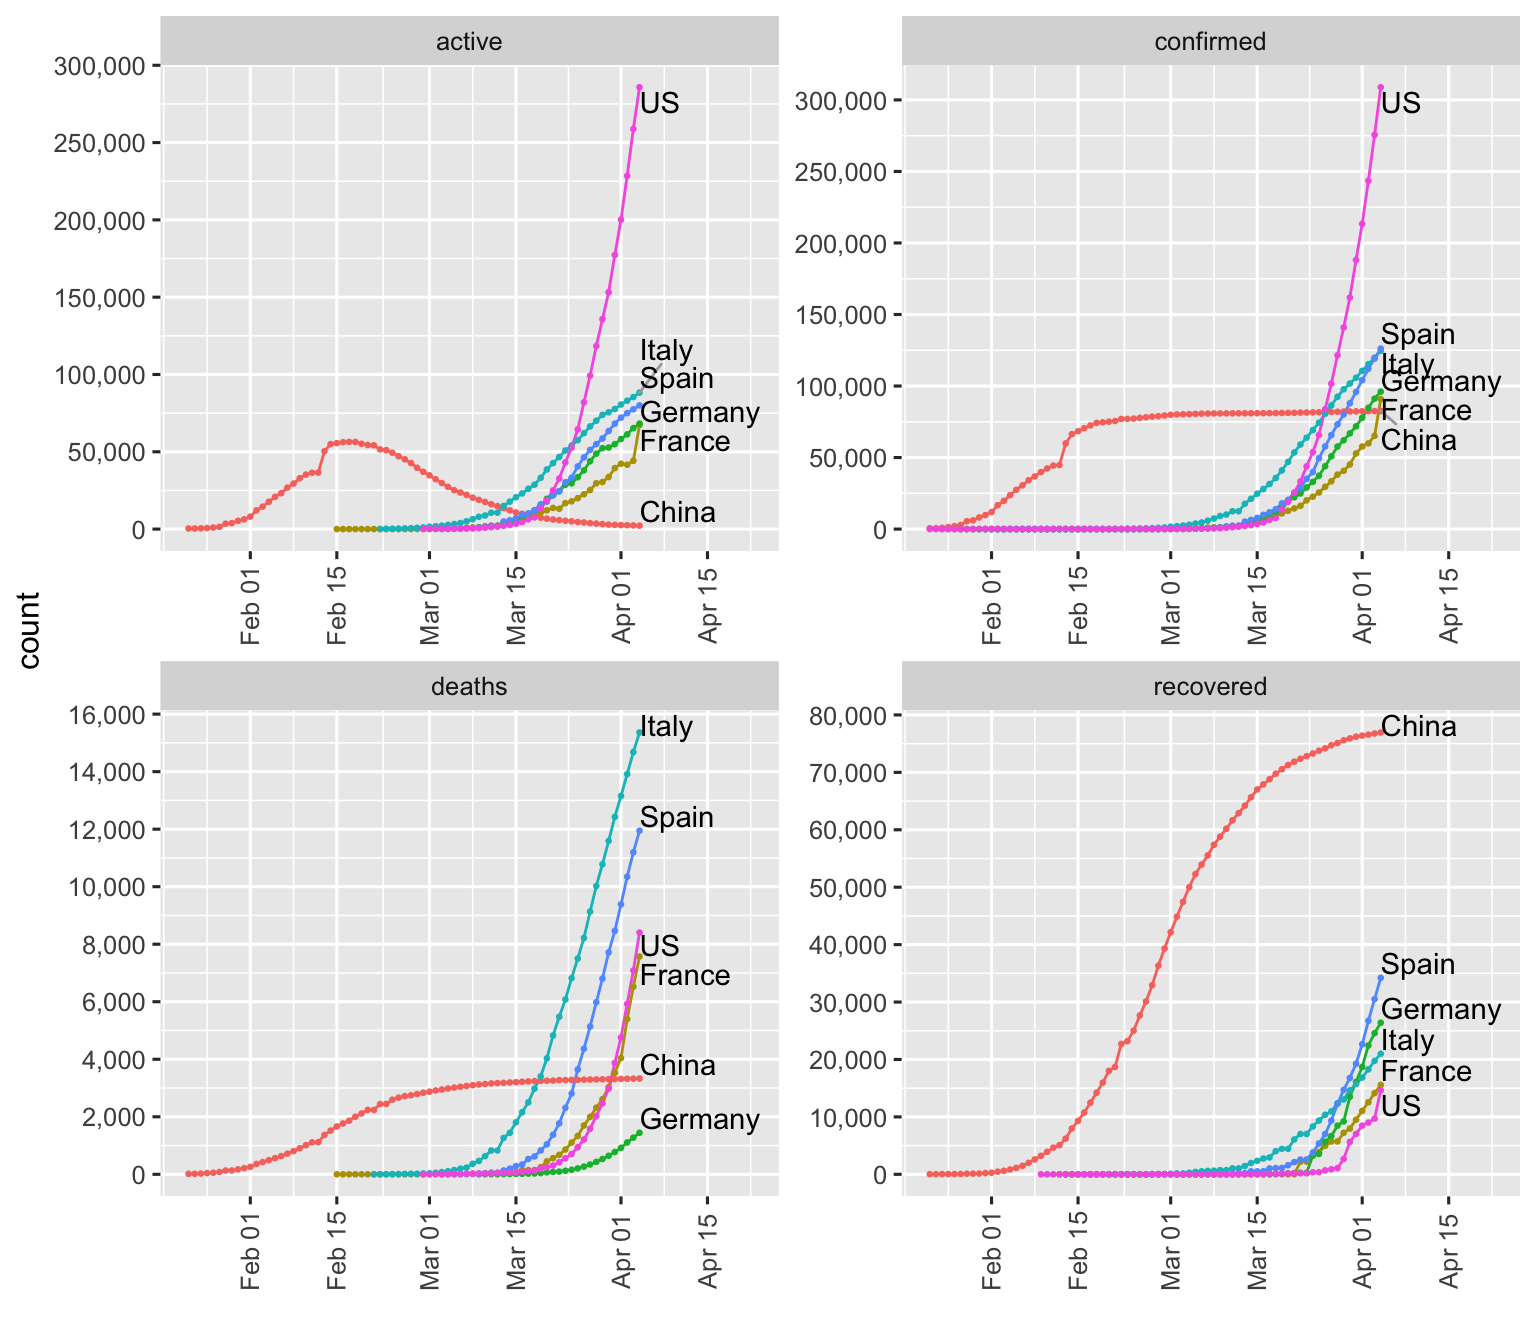 count
active
300,000
250,000
200,000
150,000
100,000
50,000
0
US
Italy
Spain
Germany
France
China
Feb 01
Feb 15
Mar 01
Mar 15
Apr 01
Apr 15
confirmed
300,000
250,000
200,000
150,000
100,000
50,000
0
US
Spain
Italy
Germany
France
China
Feb 01
Feb 15
Mar 01
Mar 15
Apr 01
Apr 15
deaths
16,000
14,000
12,000
10,000
8,000
6,000
4,000
2,000
0
Italy
Spain
US
France
China
Germany
Feb 01
Feb 15
Mar 01
Mar 15
Apr 01
Apr 15
recovered
80,000
70,000
60,000
50,000
40,000
30,000
20,000
10,000
0
China
Spain
Germany
Italy
France
US
Feb 01
Feb 15
Mar 01
Mar 15
Apr 01
Apr 15